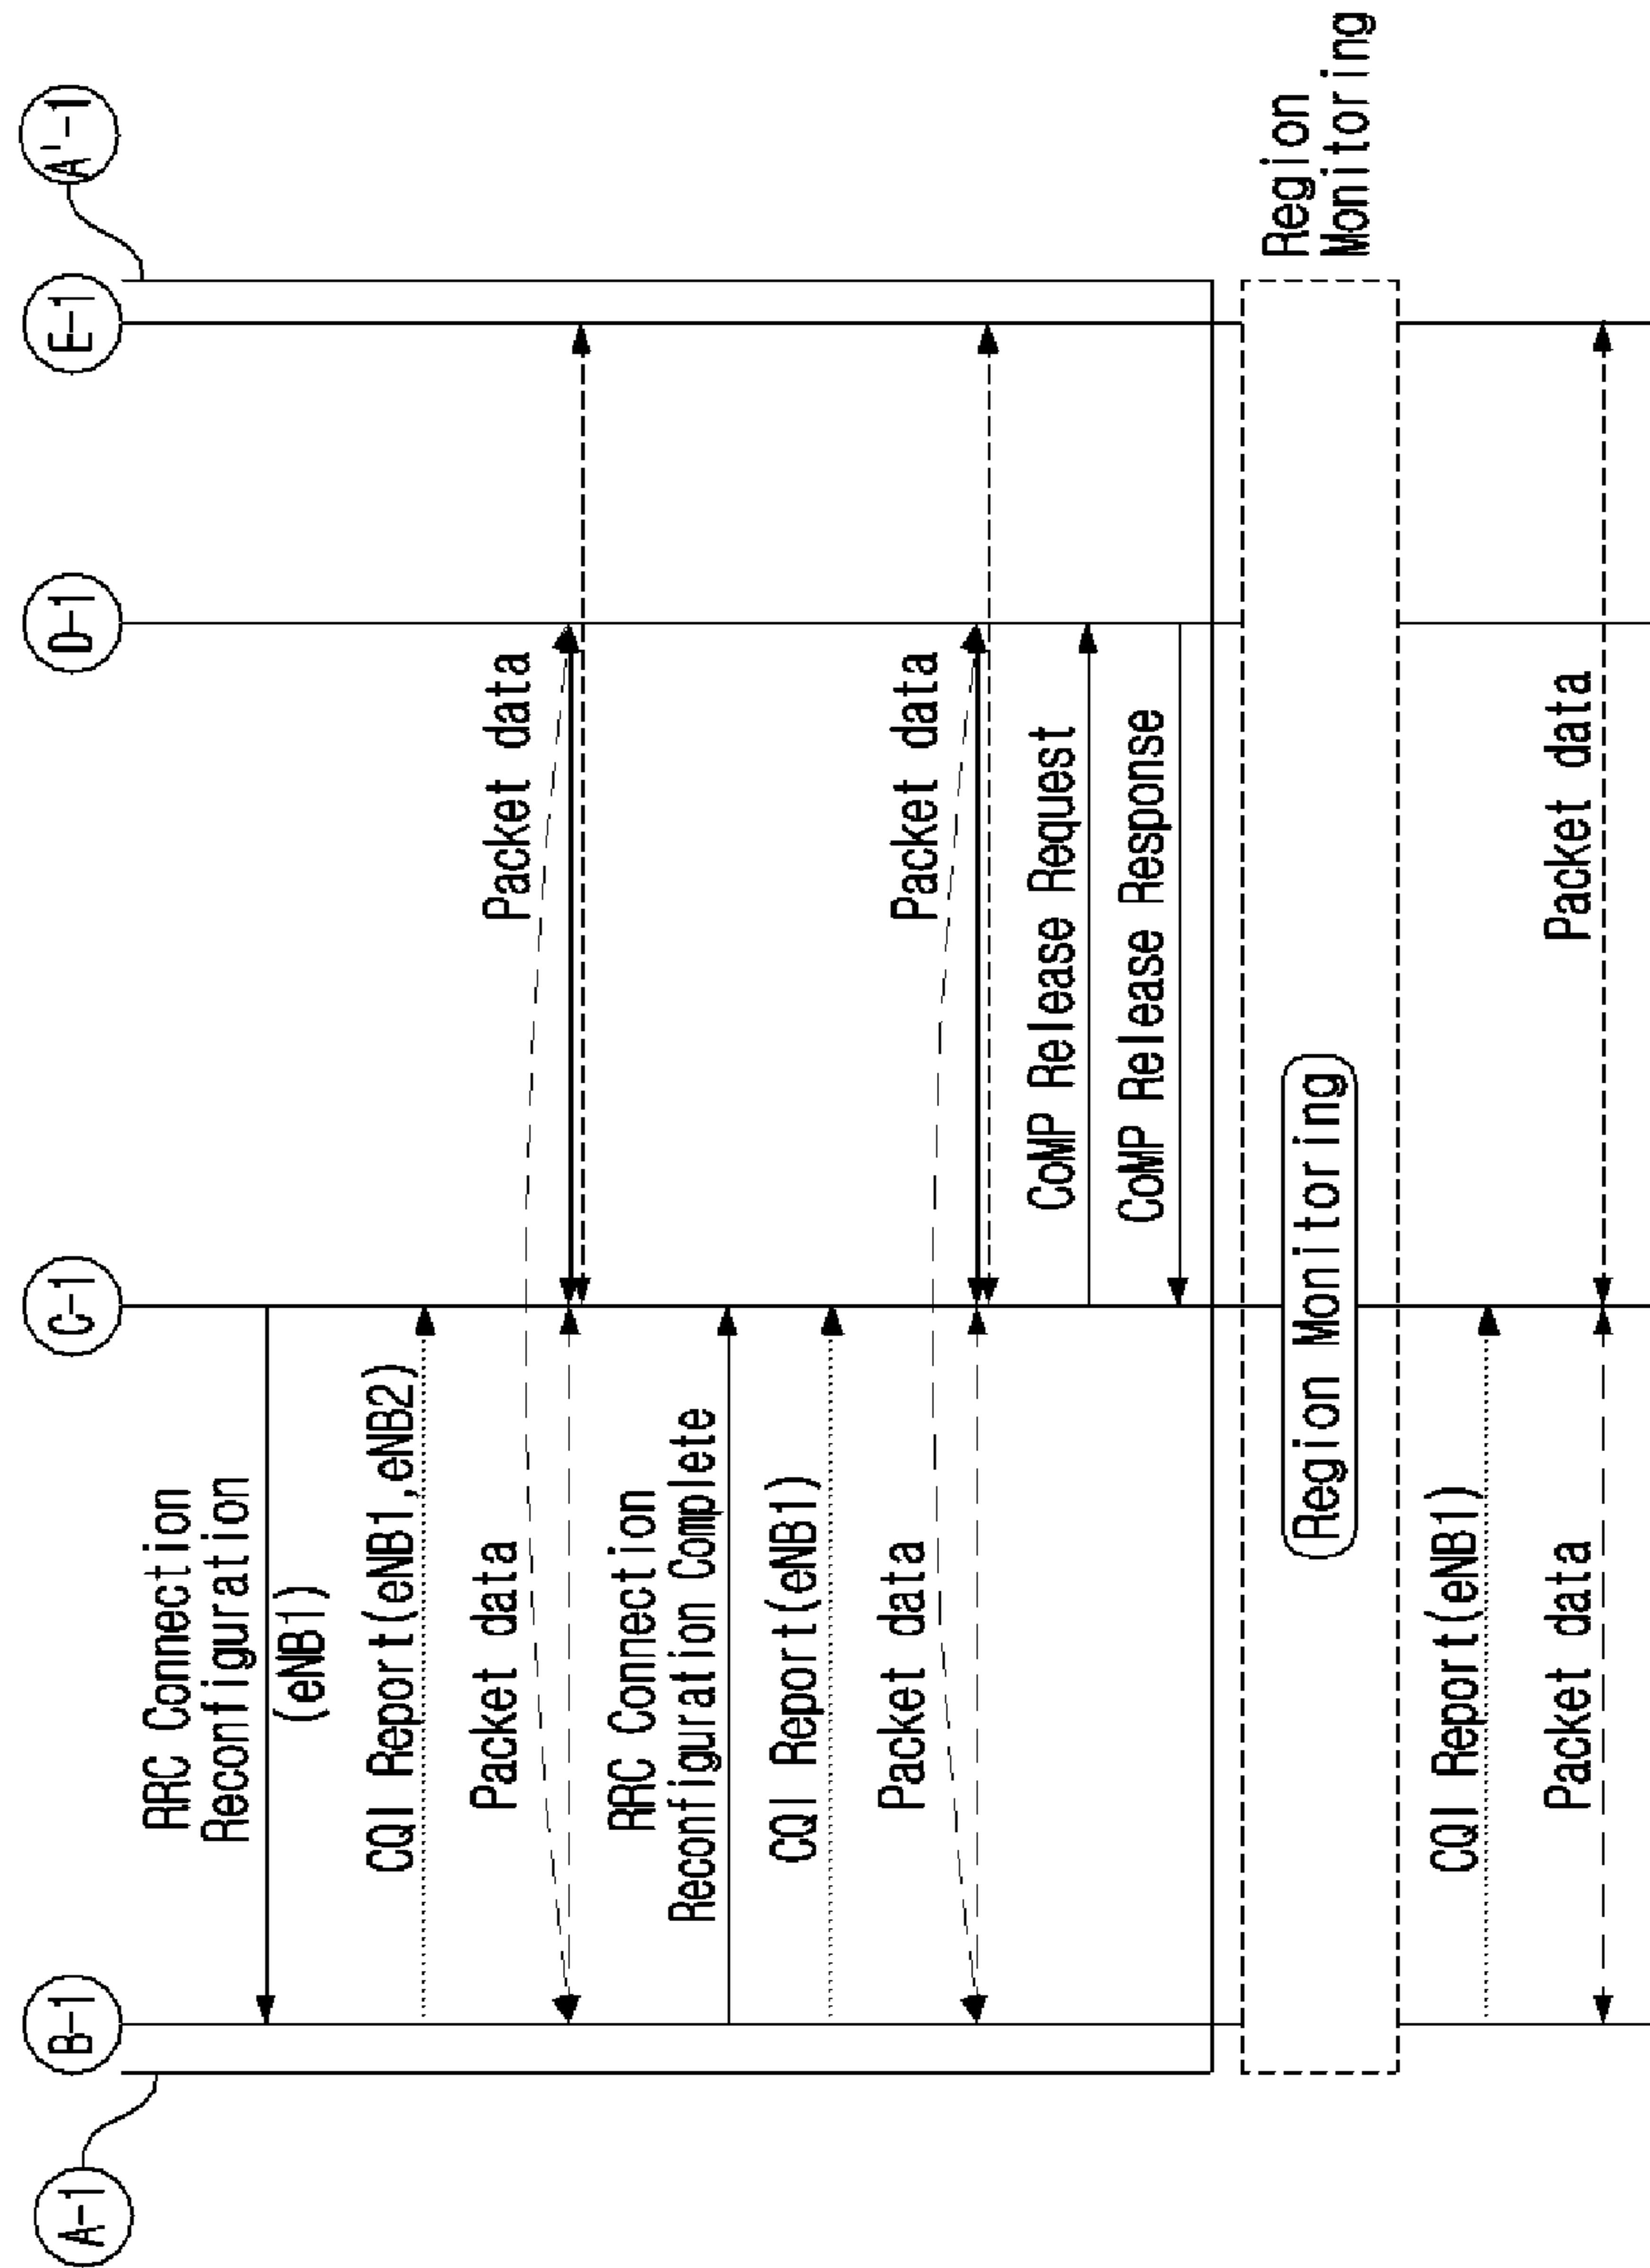 A-1
B-1
C-1
D-1
E-1
A'-1
RRC Connection
Reconfiguration
(eNB1)
CQI Report(eNB1,eNB2)
Packet data
Packet data
RRC Connection
Reconfiguration Complete
CQI Report(eNB1)
Packet data
Packet data
CoMP Release Request
CoMP Release Response
Region Monitoring
Region
Monitoring
CQI Report(eNB1)
Packet data
Packet data